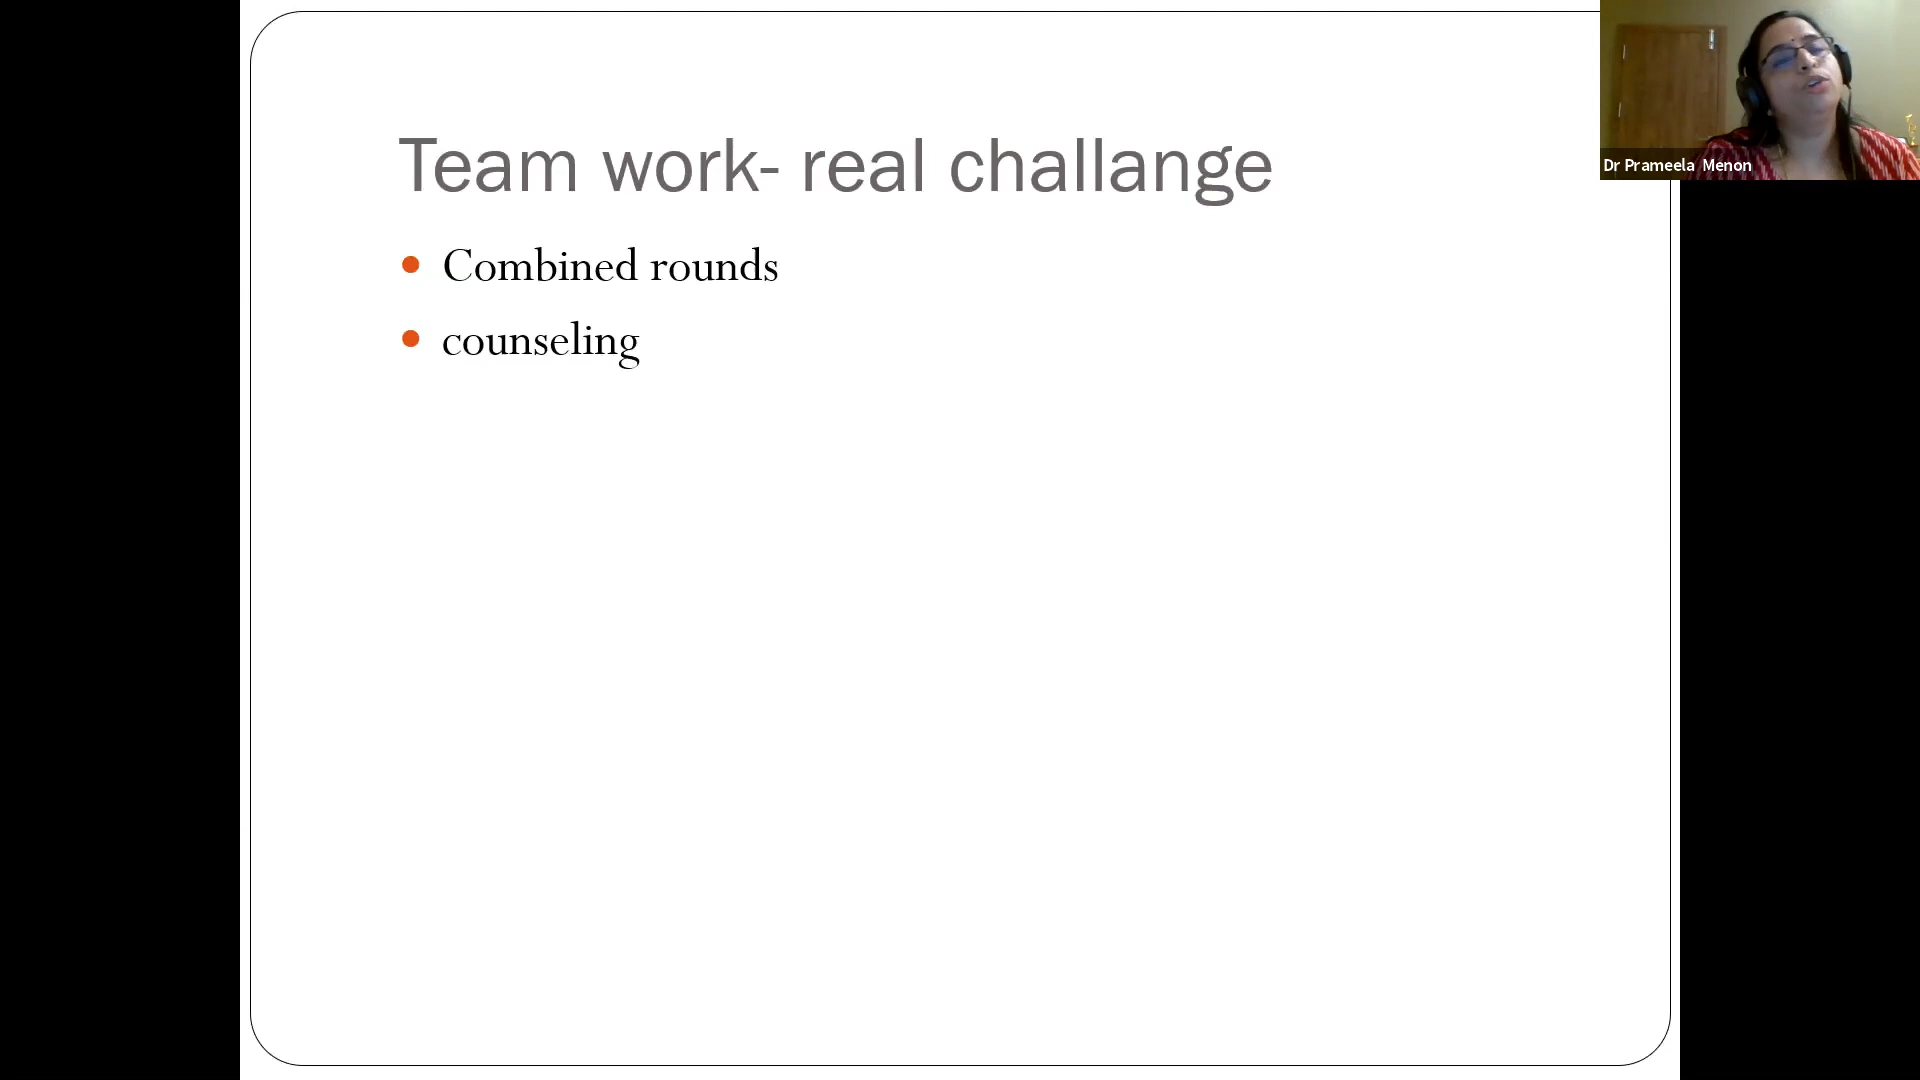 Team work- real challange
Combined rounds
counseling
Dr Prameela Menon